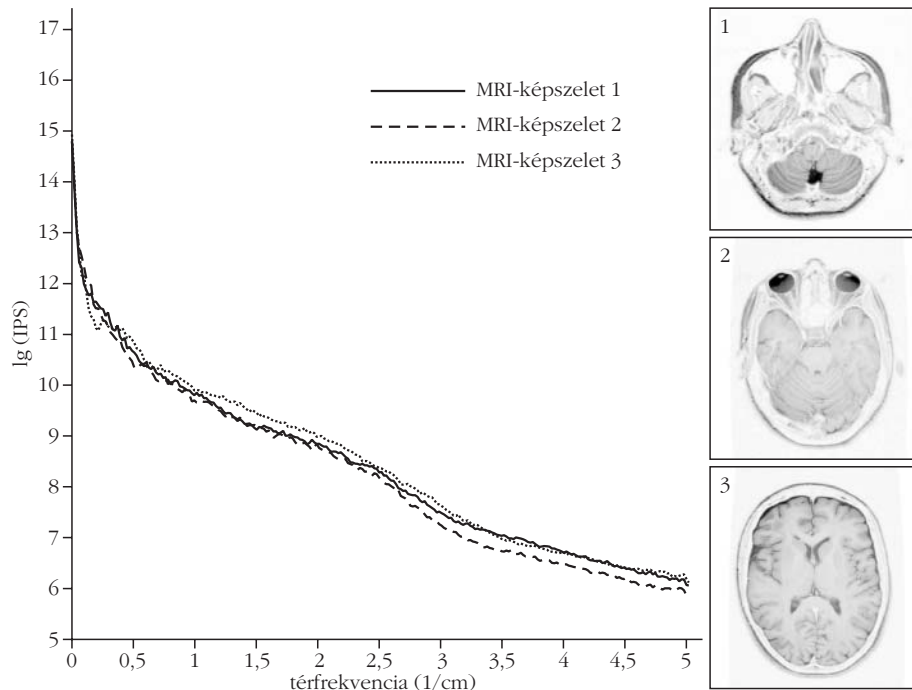 17
16
15
14
13
12
11
10
9
8
7
6
5
lg (IPS)
MRI-képszelet 1
MRI-képszelet 2
MRI-képszelet 3
0 0,5 1 1,5 2 2,5 3 3,5 4 4,5 5
térfrekvencia (1/cm)
1
2
3